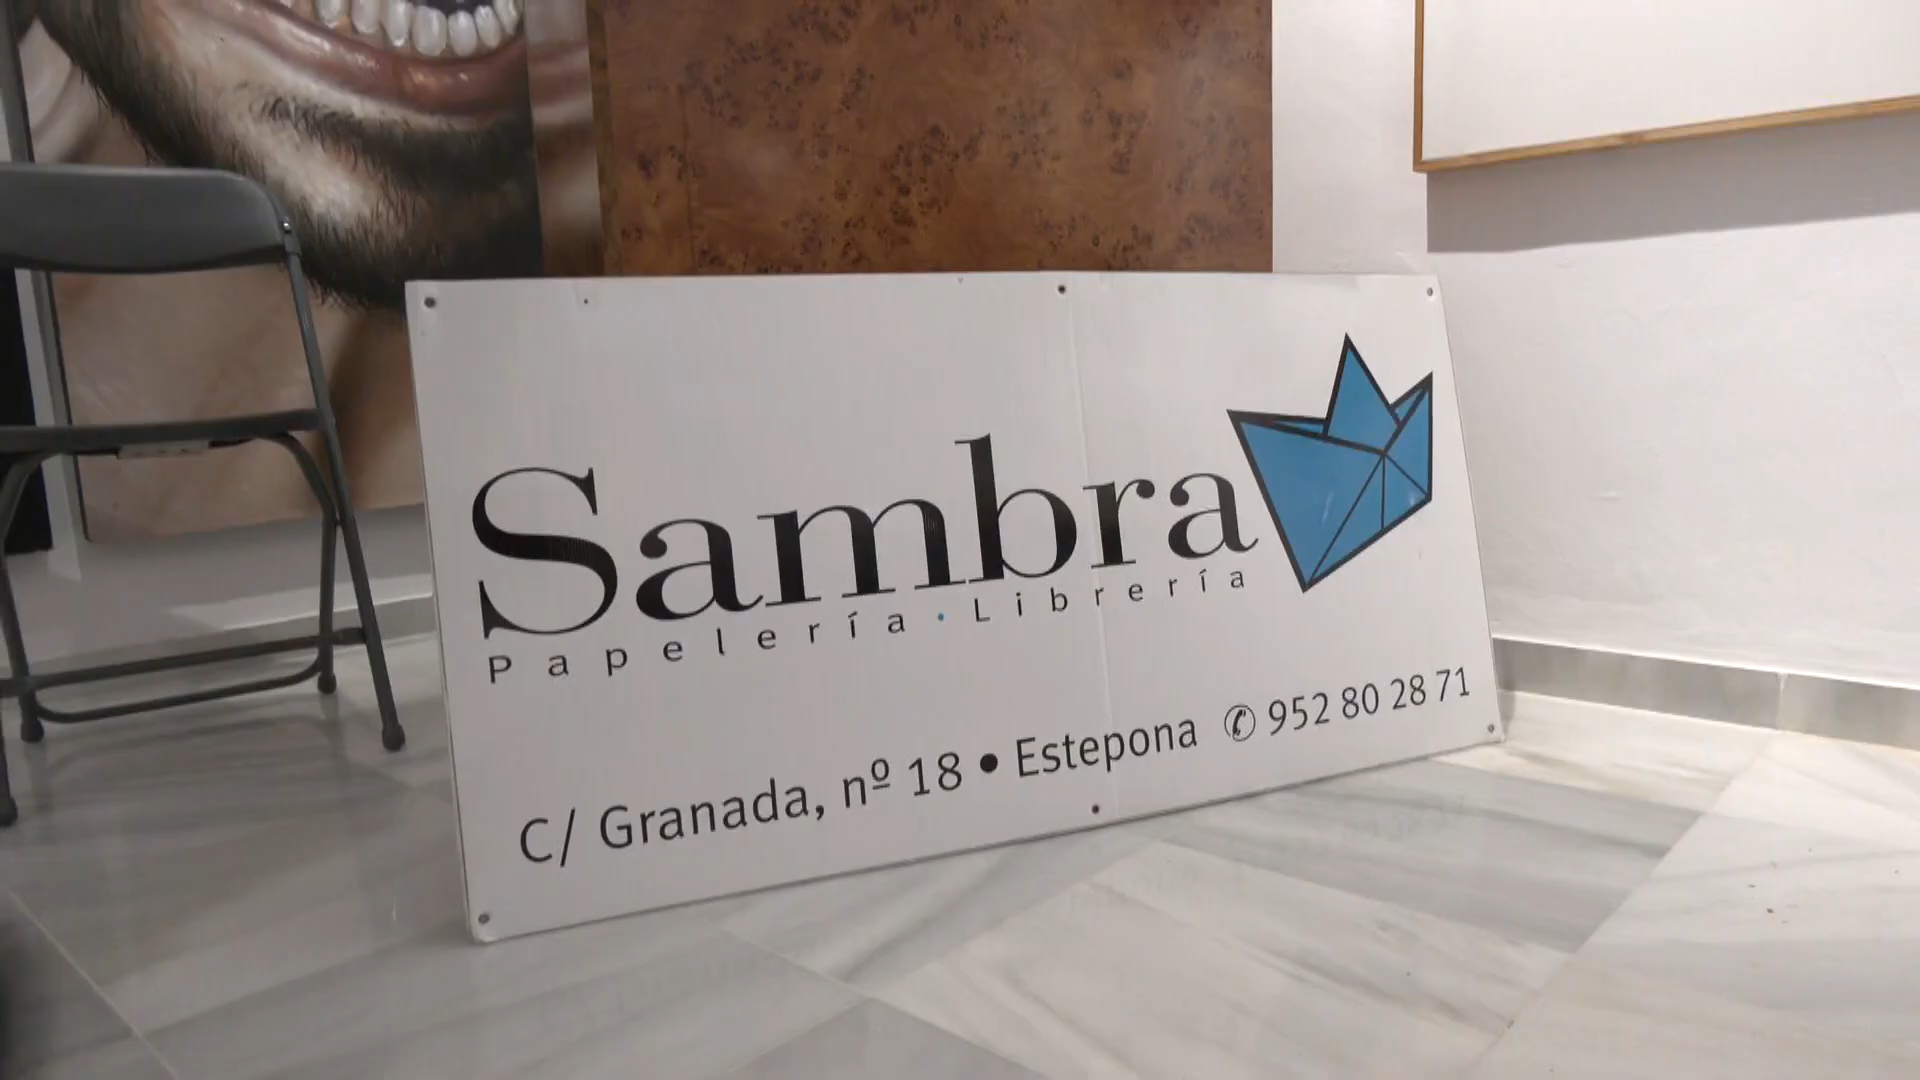 Sambra
Papelería · Librería
C/ Granada, nº 18 • Estepona ✆ 952 80 28 71